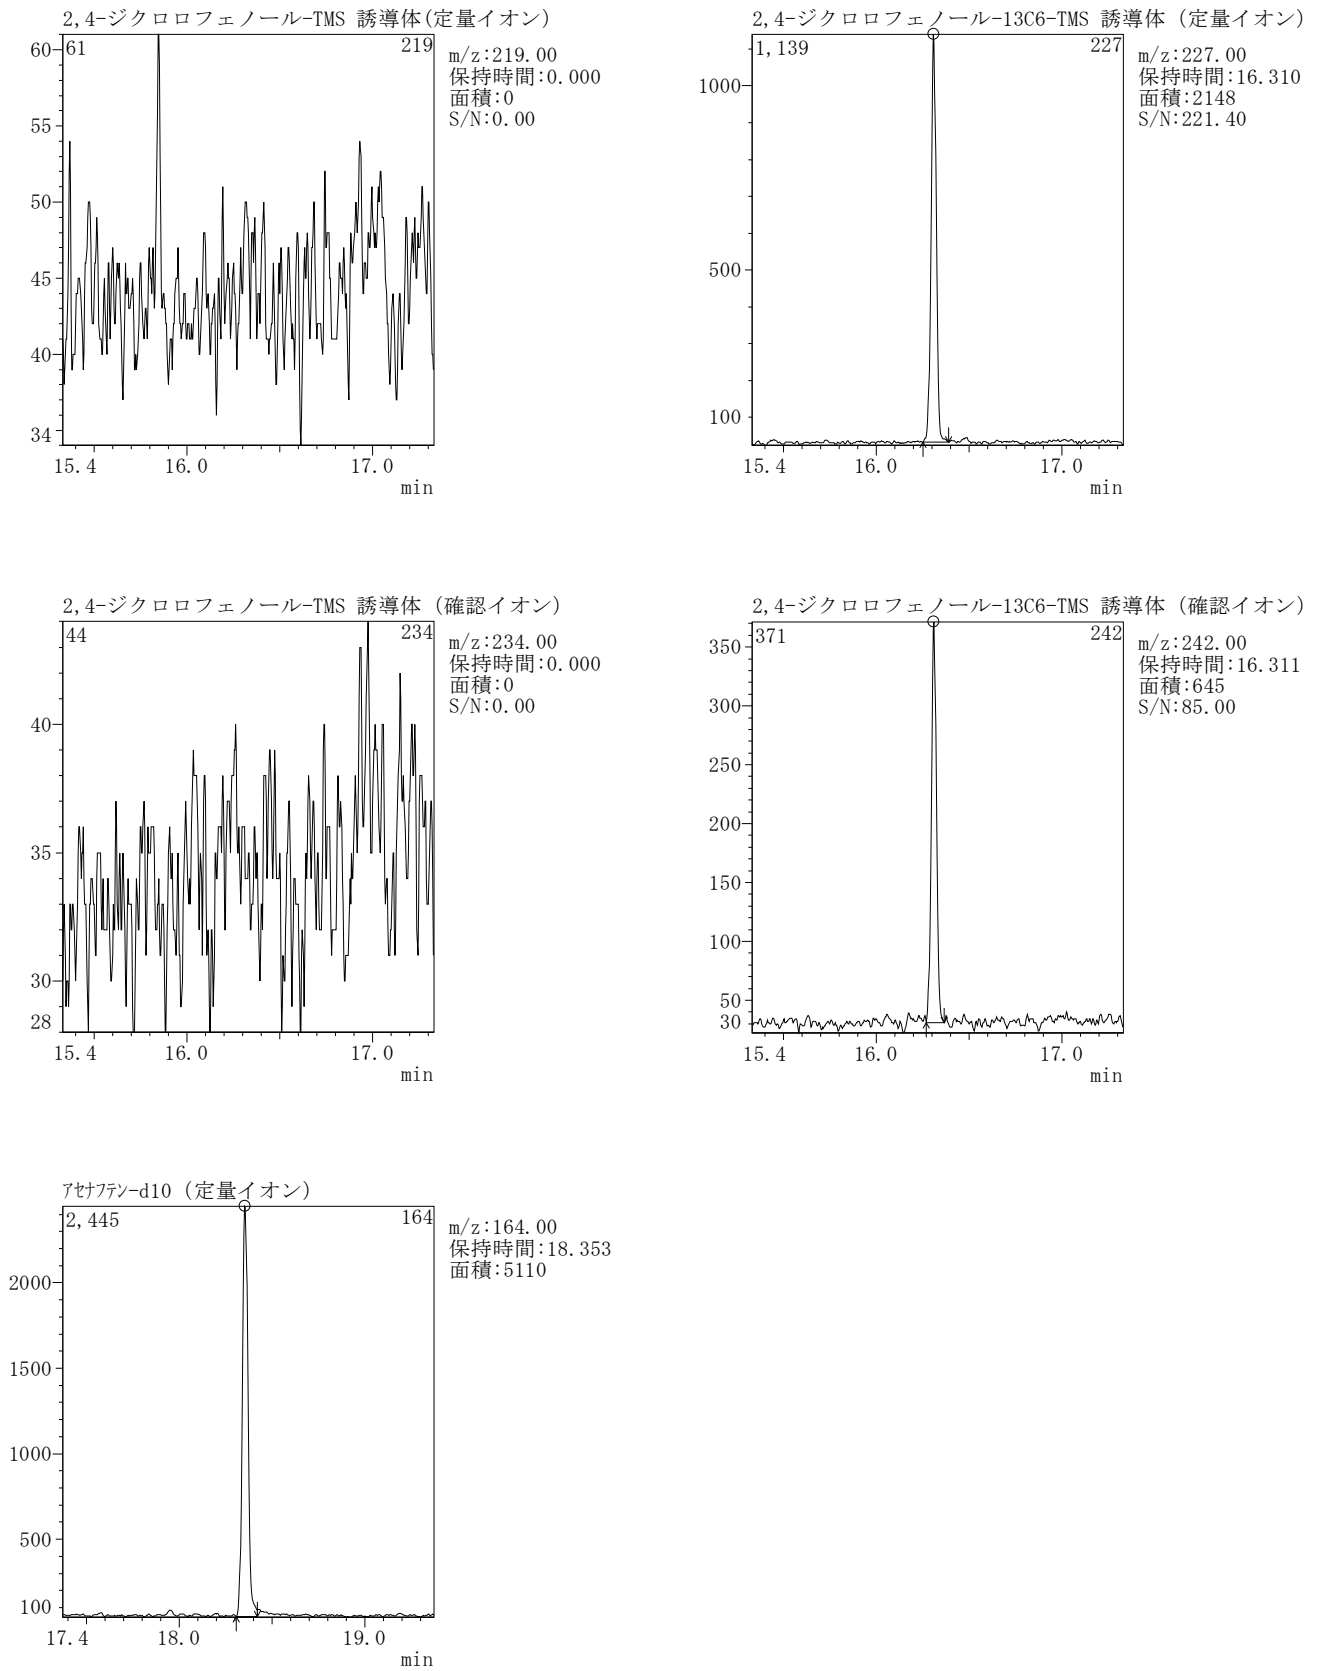 2,4-ジクロロフェノール-TMS 誘導体(定量イオン)
61
219
60
55
50
45
40
34
15.4
16.0
17.0
min
m/z:219.00
保持時間:0.000
面積:0
S/N:0.00
2,4-ジクロロフェノール-13C6-TMS 誘導体 (定量イオン)
1,139
227
1000
500
100
15.4
16.0
17.0
min
m/z:227.00
保持時間:16.310
面積:2148
S/N:221.40
2,4-ジクロロフェノール-TMS 誘導体 (確認イオン)
44
234
40
35
30
28
15.4
16.0
17.0
min
m/z:234.00
保持時間:0.000
面積:0
S/N:0.00
2,4-ジクロロフェノール-13C6-TMS 誘導体 (確認イオン)
371
242
350
300
250
200
150
100
50
30
15.4
16.0
17.0
min
m/z:242.00
保持時間:16.311
面積:645
S/N:85.00
アセナフテン-d10 (定量イオン)
2,445
164
2000
1500
1000
500
100
17.4
18.0
19.0
min
m/z:164.00
保持時間:18.353
面積:5110